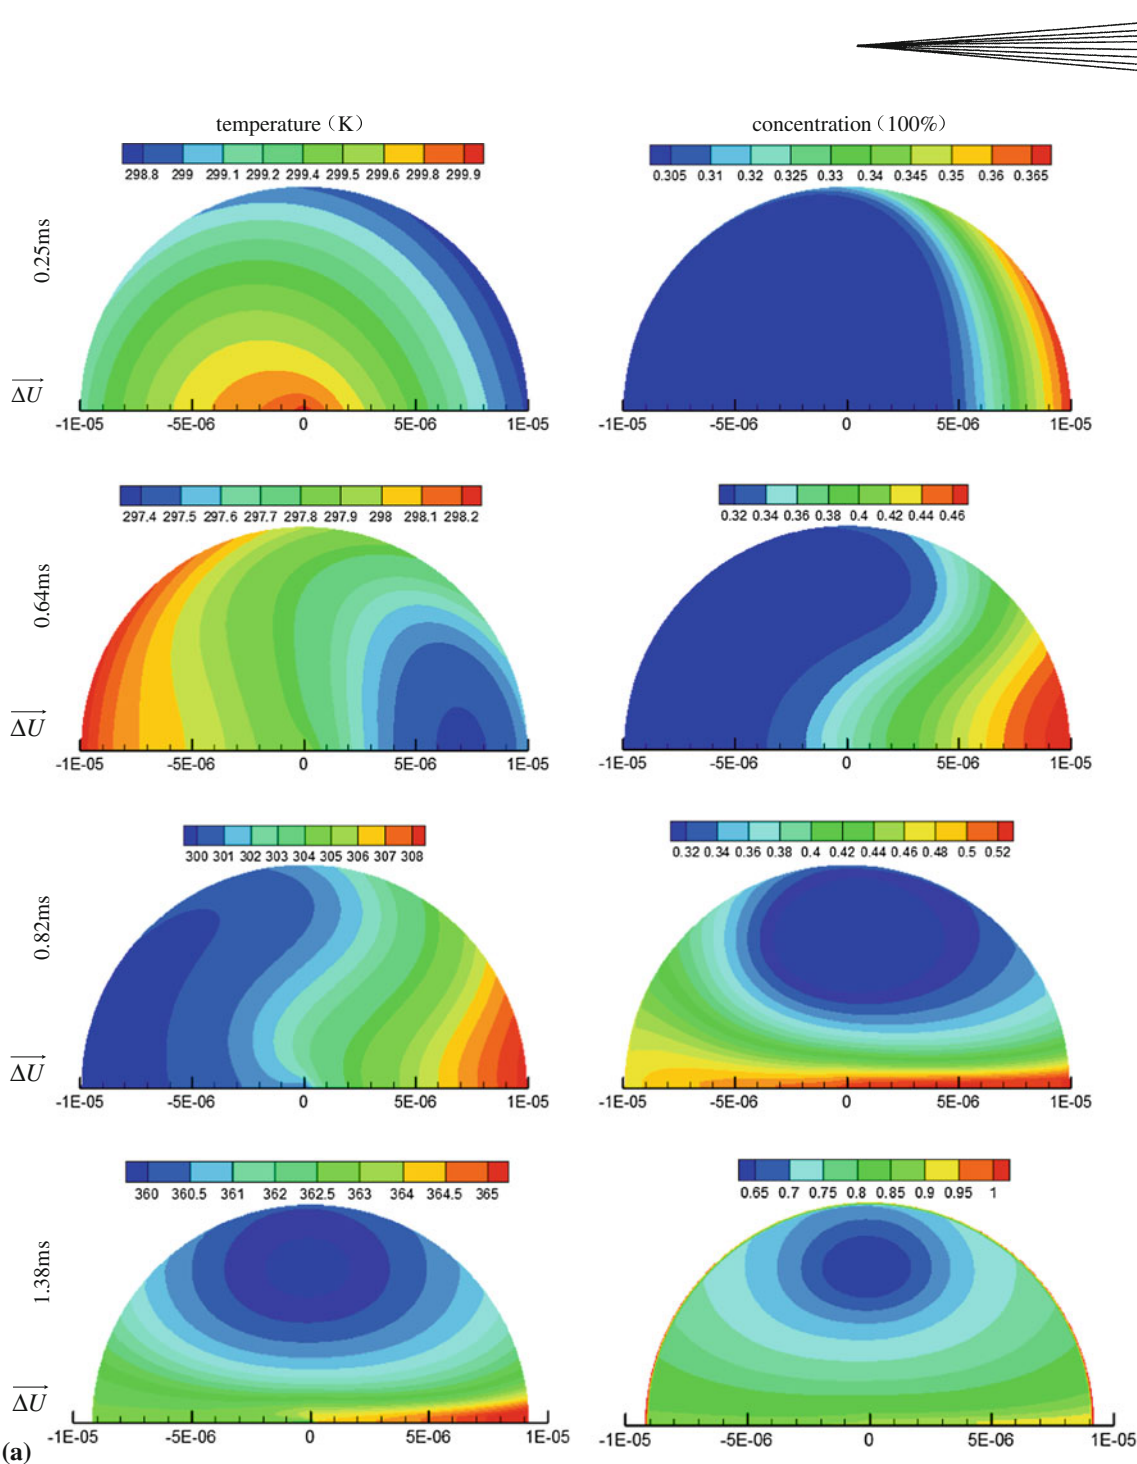 temperature（K）
concentration（100%）
298.8 299 299.1 299.2 299.4 299.5 299.6 299.8 299.9
0.305 0.31 0.32 0.325 0.33 0.34 0.345 0.35 0.36 0.365
0.25ms
ΔU
-1E-05 -5E-06 0 5E-06 1E-05
-1E-05 -5E-06 0 5E-06 1E-05
297.4 297.5 297.6 297.7 297.8 297.9 298 298.1 298.2
0.32 0.34 0.36 0.38 0.4 0.42 0.44 0.46
0.64ms
ΔU
-1E-05 -5E-06 0 5E-06 1E-05
-1E-05 -5E-06 0 5E-06 1E-05
300 301 302 303 304 305 306 307 308
0.32 0.34 0.36 0.38 0.4 0.42 0.44 0.46 0.48 0.5 0.52
0.82ms
ΔU
-1E-05 -5E-06 0 5E-06 1E-05
-1E-05 -5E-06 0 5E-06 1E-05
360 360.5 361 362 362.5 363 364 364.5 365
0.65 0.7 0.75 0.8 0.85 0.9 0.95 1
1.38ms
ΔU
-1E-05 -5E-06 0 5E-06 1E-05
-1E-05 -5E-06 0 5E-06 1E-05
(a)